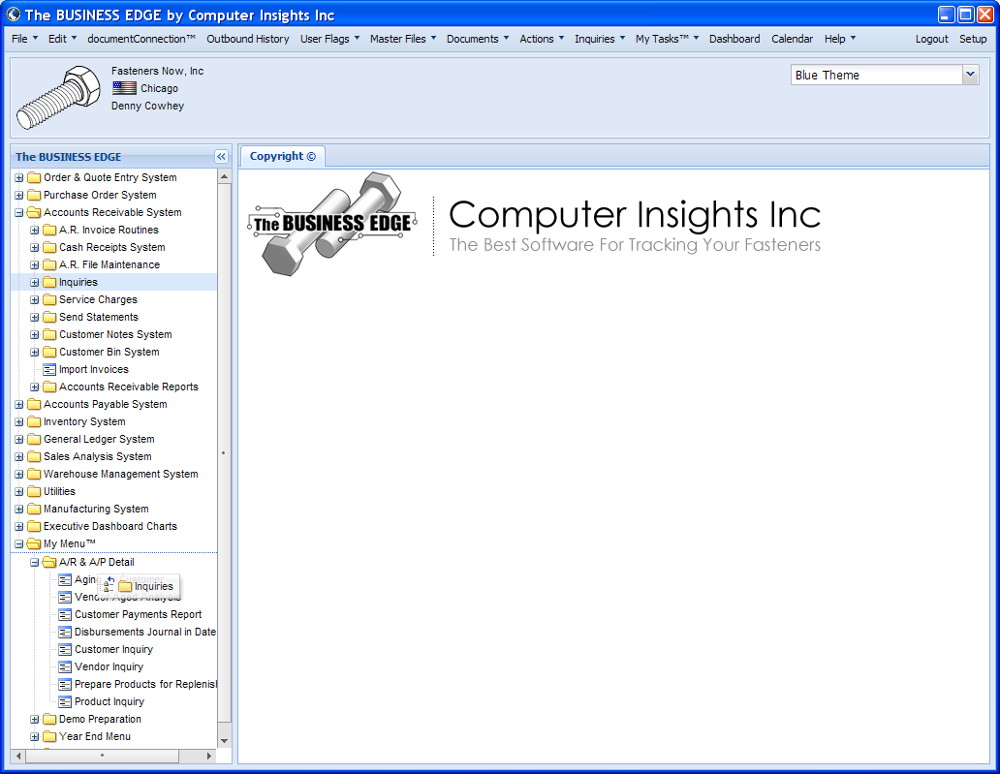 The BUSINESS EDGE by Computer Insights Inc
File Edit documentConnection™ Outbound History User Flags Master Files Documents Actions Inquiries My Tasks™ Dashboard Calendar Help Logout Setup
Fasteners Now, Inc
Chicago
Denny Cowhey
Blue Theme
The BUSINESS EDGE
Order & Quote Entry System
Purchase Order System
Accounts Receivable System
A.R. Invoice Routines
Cash Receipts System
A.R. File Maintenance
Inquiries
Service Charges
Send Statements
Customer Notes System
Customer Bin System
Import Invoices
Accounts Receivable Reports
Accounts Payable System
Inventory System
General Ledger System
Sales Analysis System
Warehouse Management System
Utilities
Manufacturing System
Executive Dashboard Charts
My Menu™
A/R & A/P Detail
Agin Customer
Inquiries
Vendor Aged Analysis
Customer Payments Report
Disbursements Journal in Date
Customer Inquiry
Vendor Inquiry
Prepare Products for Replenis
Product Inquiry
Demo Preparation
Year End Menu
Copyright ©
The BUSINESS EDGE
Computer Insights Inc
The Best Software For Tracking Your Fasteners